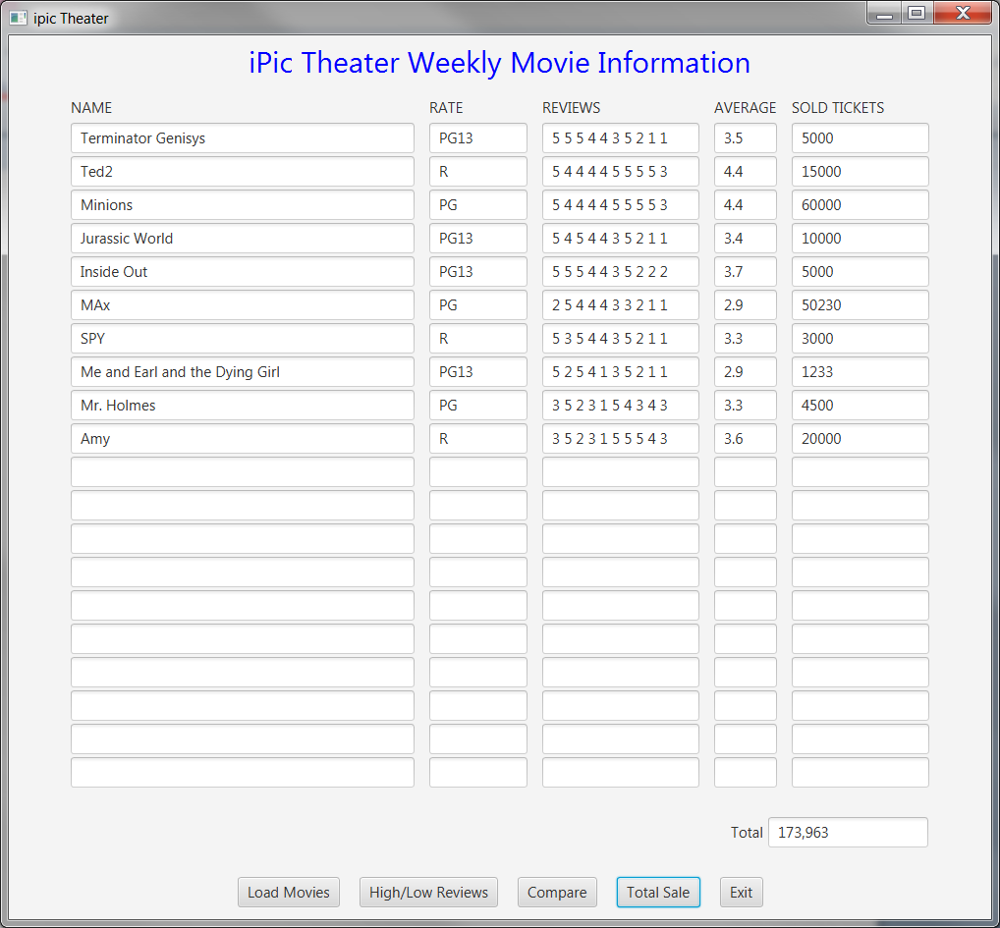 ipic Theater
iPic Theater Weekly Movie Information
NAME RATE REVIEWS AVERAGE SOLD TICKETS
Terminator Genisys PG13 5 5 5 4 4 3 5 2 1 1 3.5 5000
Ted2 R 5 4 4 4 4 5 5 5 5 3 4.4 15000
Minions PG 5 4 4 4 4 5 5 5 5 3 4.4 60000
Jurassic World PG13 5 4 5 4 4 3 5 2 1 1 3.4 10000
Inside Out PG13 5 5 5 4 4 3 5 2 2 2 3.7 5000
MAx PG 2 5 4 4 4 3 3 2 1 1 2.9 50230
SPY R 5 3 5 4 4 3 5 2 1 1 3.3 3000
Me and Earl and the Dying Girl PG13 5 2 5 4 1 3 5 2 1 1 2.9 1233
Mr. Holmes PG 3 5 2 3 1 5 4 3 4 3 3.3 4500
Amy R 3 5 2 3 1 5 5 5 4 3 3.6 20000
Total 173,963
Load Movies High/Low Reviews Compare Total Sale Exit